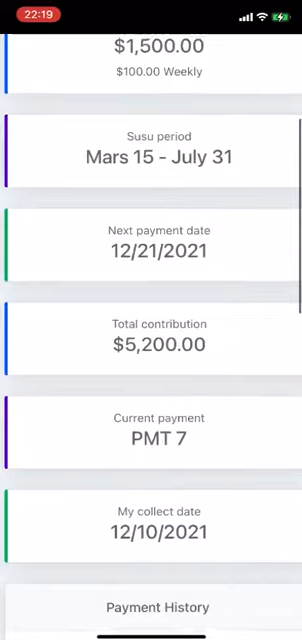 22:19
$1,500.00
$100.00 Weekly
Susu period
Mars 15 - July 31
Next payment date
12/21/2021
Total contribution
$5,200.00
Current payment
PMT 7
My collect date
12/10/2021
Payment History